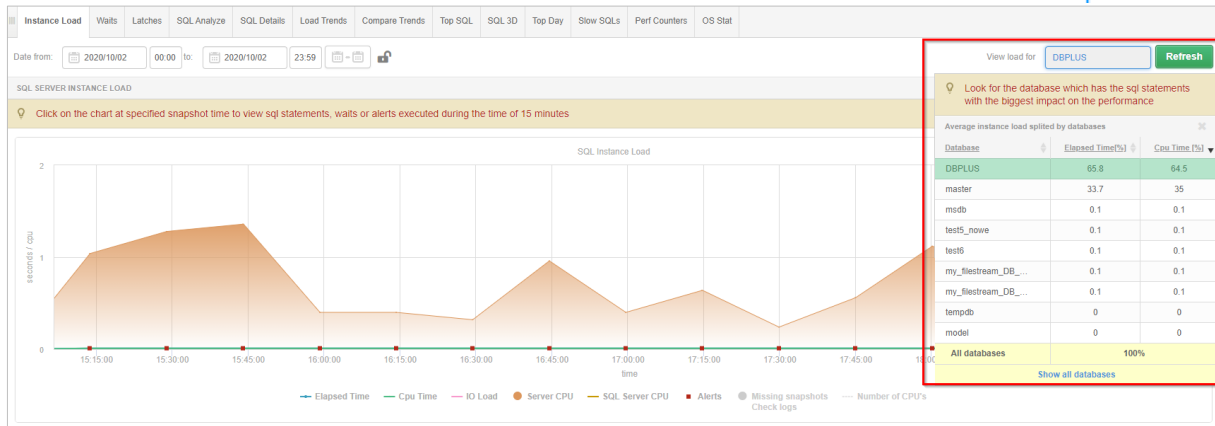 Instance Load Waits Latches SQL Analyze SQL Details Load Trends Compare Trends Top SQL SQL 3D Top Day Slow SQLs Perf Counters OS Stat
Date from: 2020/10/02 00:00 to: 2020/10/02 23:59
View load for DBPLUS Refresh
SQL SERVER INSTANCE LOAD
Click on the chart at specified snapshot time to view sql statements, waits or alerts executed during the time of 15 minutes
Look for the database which has the sql statements
with the biggest impact on the performance
Average instance load splited by databases
Database Elapsed Time[%] Cpu Time [%]
DBPLUS 65.8 64.5
master 33.7 35
msdb 0.1 0.1
test5_nowe 0.1 0.1
test6 0.1 0.1
my_filestream_DB_... 0.1 0.1
my_filestream_DB_... 0.1 0.1
tempdb 0 0
model 0 0
All databases 100%
Show all databases
SQL Instance Load
2
1
0
seconds / cpu
15:15:00 15:30:00 15:45:00 16:00:00 16:15:00 16:30:00 16:45:00 17:00:00 17:15:00 17:30:00 17:45:00
time
Elapsed Time Cpu Time IO Load Server CPU SQL Server CPU Alerts Missing snapshots Number of CPU's
Check logs